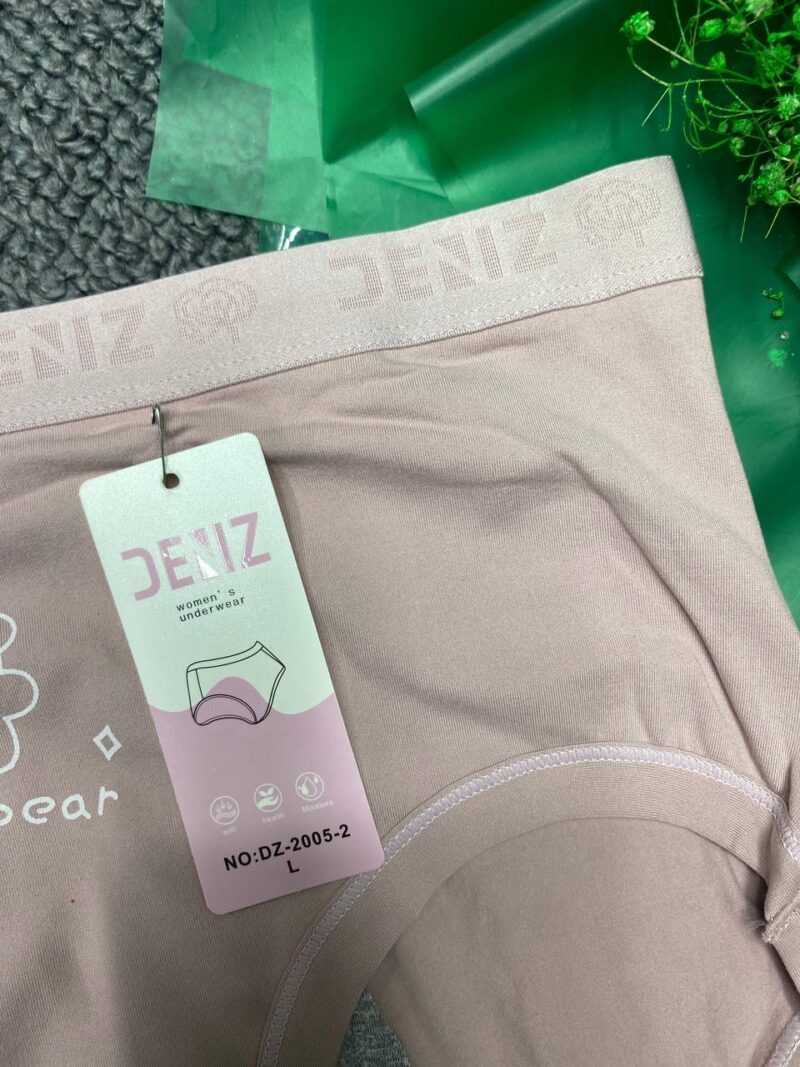 DENIZ
DENIZ
DENIZ
women's
underwear
bear
soft
health
Moisture
NO:DZ-2005-2
L